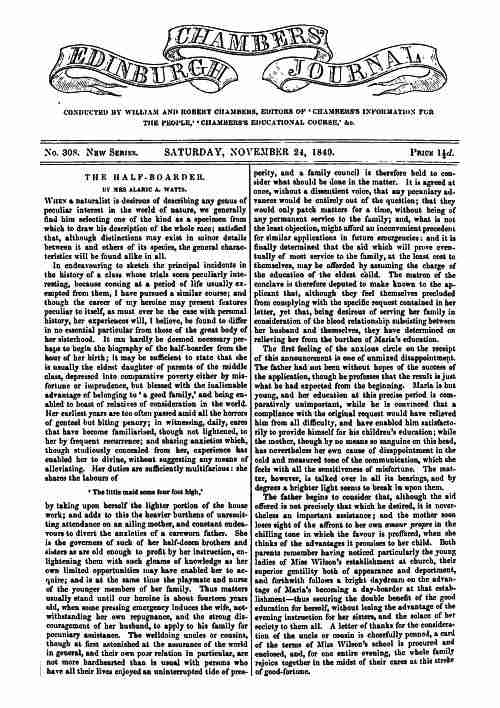 CHAMBERS'
EDINBURGH JOURNAL
CONDUCTED BY WILLIAM AND ROBERT CHAMBERS, EDITORS OF 'CHAMBERS'S INFORMATION FOR
THE PEOPLE,' 'CHAMBERS'S EDUCATIONAL COURSE,' &c.
No. 308. NEW SERIES. SATURDAY, NOVEMBER 24, 1849. PRICE 1½d.
THE HALF-BOARDER.
BY MRS ALARIC A. WATTS.
WHEN a naturalist is desirous of describing any genus of
peculiar interest in the world of nature, we generally
find him selecting one of the kind as a specimen from
which to draw his description of the whole race; satisfied
that, although distinctions may exist in minor details
between it and others of its species, the general charac-
teristics will be found alike in all.
In endeavouring to sketch the principal incidents in
the history of a class whose trials seem peculiarly inte-
resting, because coming at a period of life usually ex-
empted from them, I have pursued a similar course; and
though the career of my heroine may present features
peculiar to itself, as must ever be the case with personal
history, her experiences will, I believe, be found to differ
in no essential particular from those of the great body of
her sisterhood. It can hardly be deemed necessary per-
haps to begin the biography of the half-boarder from the
hour of her birth; it may be sufficient to state that she
is usually the eldest daughter of parents of the middle
class, depressed into comparative poverty either by mis-
fortune or imprudence, but blessed with the inalienable
advantage of belonging to 'a good family,' and being en-
abled to boast of relatives of consideration in the world.
Her earliest years are too often passed amid all the horrors
of genteel but biting penury; in witnessing, daily, cares
that have become familiarised, though not lightened, to
her by frequent recurrence; and sharing anxieties which,
though studiously concealed from her, experience has
enabled her to divine, without suggesting any means of
alleviating. Her duties are sufficiently multifarious: she
shares the labours of
'The little maid some four foot high,'
by taking upon herself the lighter portion of the house
work; and adds to this the heavier burthens of unremit-
ting attendance on an ailing mother, and constant endea-
vours to divert the anxieties of a careworn father. She
is the governess of such of her half-dozen brothers and
sisters as are old enough to profit by her instruction, en-
lightening them with such gleams of knowledge as her
own limited opportunities may have enabled her to ac-
quire; and is at the same time the playmate and nurse
of the younger members of her family. Thus matters
usually stand until our heroine is about fourteen years
old, when some pressing emergency induces the wife, not-
withstanding her own repugnance, and the strong dis-
couragement of her husband, to apply to his family for
pecuniary assistance. The welldoing uncles or cousins,
though at first astonished at the assurance of the world
in general, and their own poor relation in particular, are
not more hardhearted than is usual with persons who
have all their lives enjoyed an uninterrupted tide of pros-
perity, and a family council is therefore held to con-
sider what should be done in the matter. It is agreed at
once, without a dissentient voice, that any pecuniary ad-
vances would be entirely out of the question; that they
would only patch matters for a time, without being of
any permanent service to the family; and, what is not
the least objection, might afford an inconvenient precedent
for similar applications in future emergencies: and it is
finally determined that the aid which will prove even-
tually of most service to the family, at the least cost to
themselves, may be afforded by assuming the charge of
the education of the eldest child. The matron of the
conclave is therefore deputed to make known to the ap-
plicant that, although they feel themselves precluded
from complying with the specific request contained in her
letter, yet that, being desirous of serving her family in
consideration of the blood relationship subsisting between
her husband and themselves, they have determined on
relieving her from the burthen of Maria's education.
The first feeling of the anxious circle on the receipt
of this announcement is one of unmixed disappointment.
The father had not been without hopes of the success of
the application, though he professes that the result is just
what he had expected from the beginning. Maria is but
young, and her education at this precise period is com-
paratively unimportant, while he is convinced that a
compliance with the original request would have relieved
him from all difficulty, and have enabled him satisfacto-
rily to provide himself for his children's education; while
the mother, though by no means so sanguine on this head,
has nevertheless her own cause of disappointment in the
cold and measured tone of the communication, which she
feels with all the sensitiveness of misfortune. The mat-
ter, however, is talked over in all its bearings, and by
degrees a brighter light seems to break in upon them.
The father begins to consider that, although the aid
offered is not precisely that which he desired, it is never-
theless an important assistance; and the mother soon
loses sight of the affront to her own amour propre in the
chilling tone in which the favour is proffered, when she
thinks of the advantages it promises to her child. Both
parents remember having noticed particularly the young
ladies of Miss Wilson's establishment at church, their
superior gentility both of appearance and deportment,
and forthwith follows a bright daydream on the advan-
tage of Maria's becoming a day-boarder at that estab-
lishment—thus securing the double benefit of the good
education for herself, without losing the advantage of the
evening instruction for her sisters, and the solace of her
society to them all. A letter of thanks for the considera-
tion of the uncle or cousin is cheerfully penned, a card
of the terms of Miss Wilson's school is procured and
enclosed, and, for one entire evening, the whole family
rejoice together in the midst of their cares at this stroke
of good-fortune.